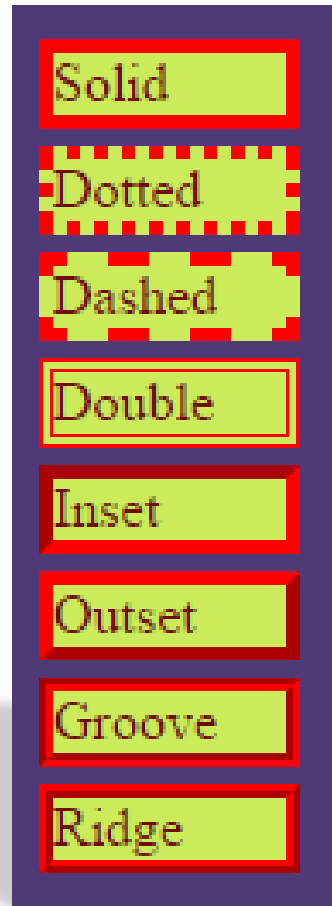 Solid
Dotted
Dashed
Double
Inset
Outset
Groove
Ridge